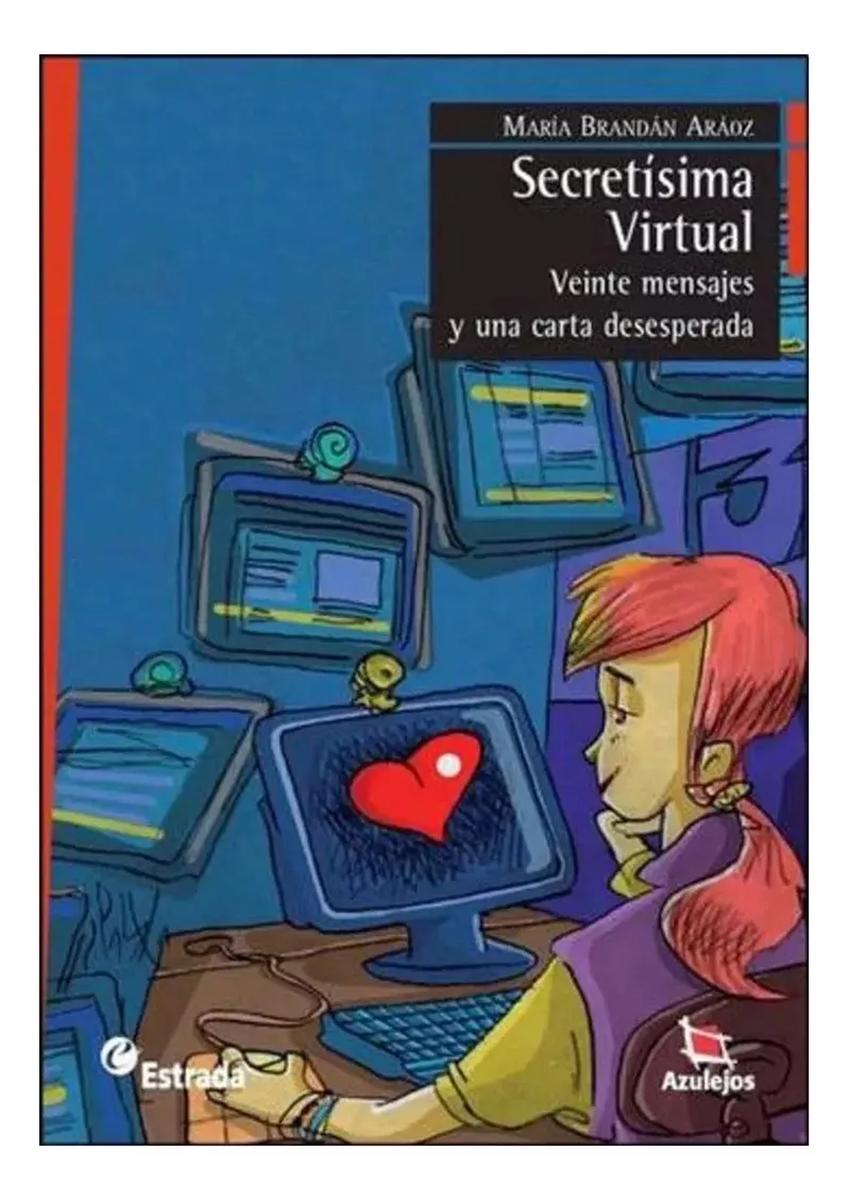 MARÍA BRANDÁN ARÁOZ
Secretísima
Virtual
Veinte mensajes
y una carta desesperada
Estrada
Azulejos